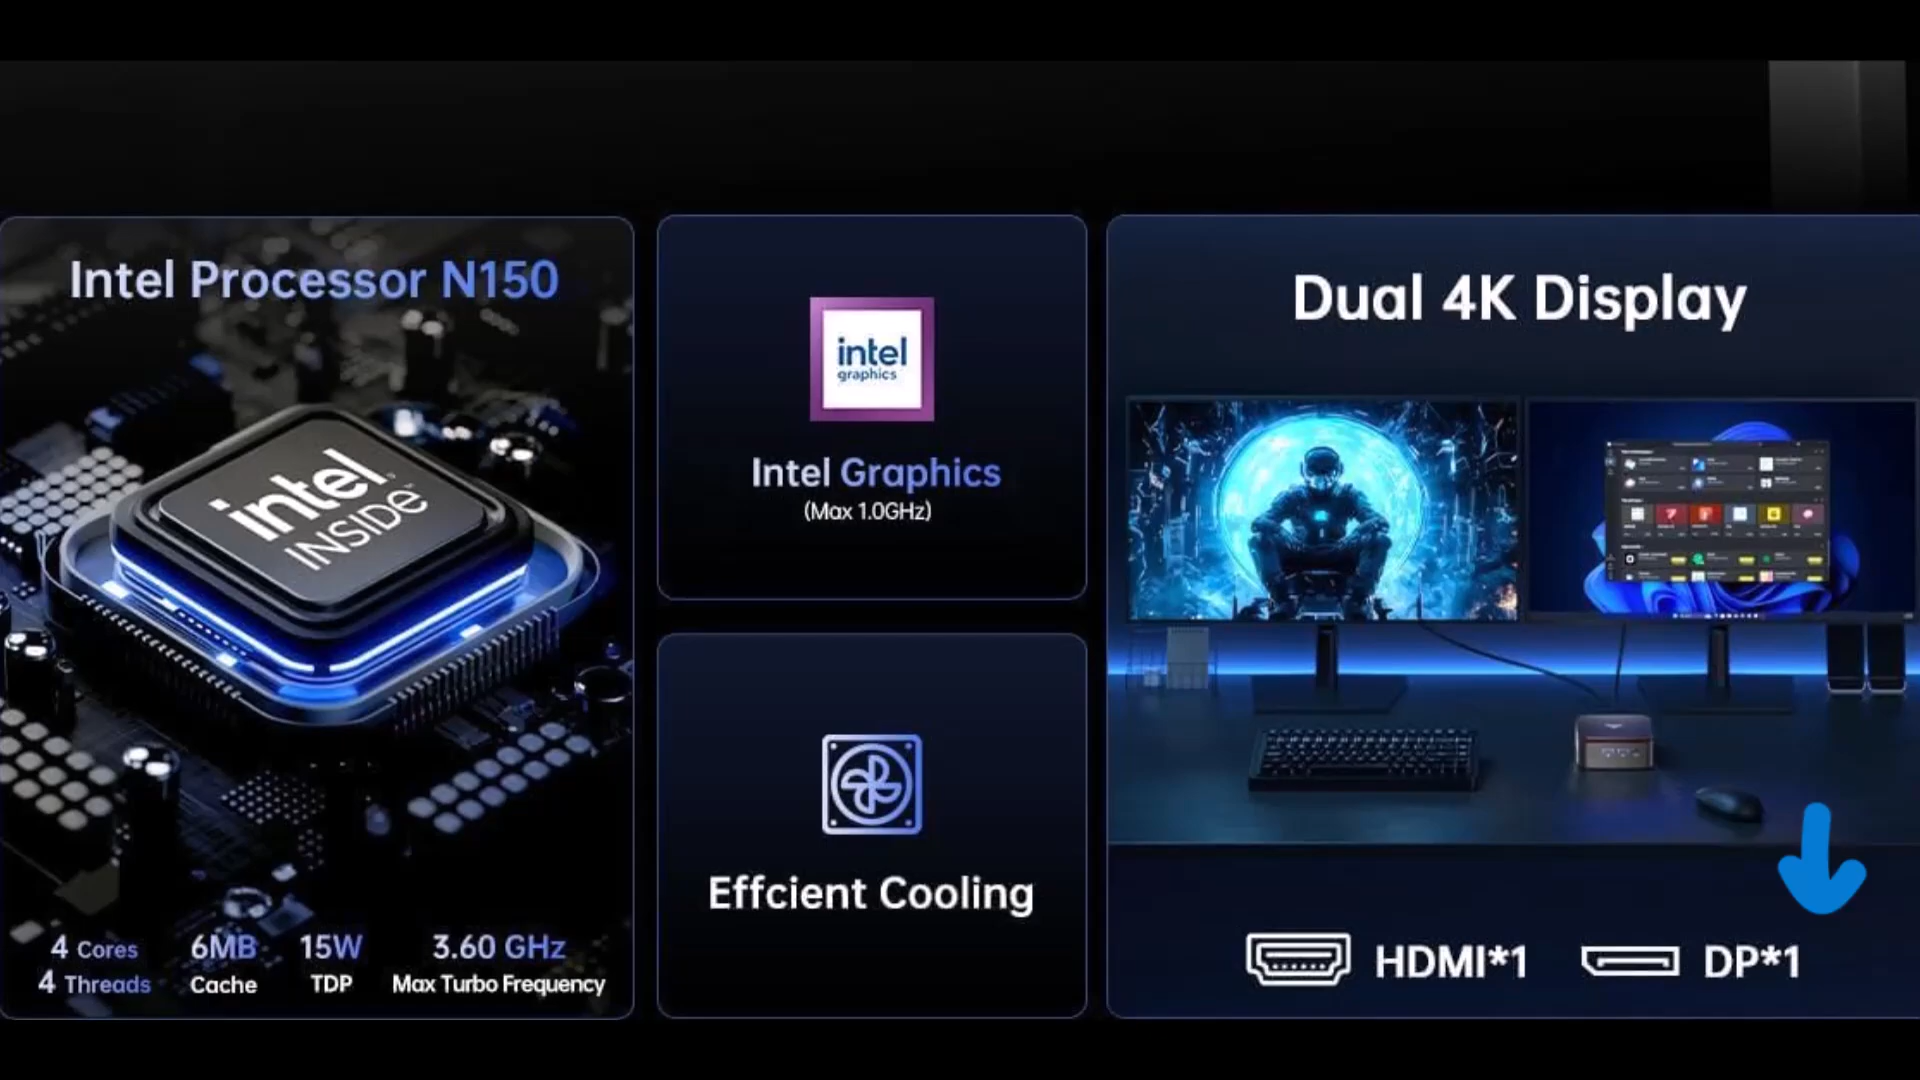 Intel Processor N150
intel
INSIDE
4 Cores
4 Threads
6MB
Cache
15W
TDP
3.60 GHz
Max Turbo Frequency
intel
graphics
Intel Graphics
(Max 1.0GHz)
Effcient Cooling
Dual 4K Display
HDMI*1
DP*1